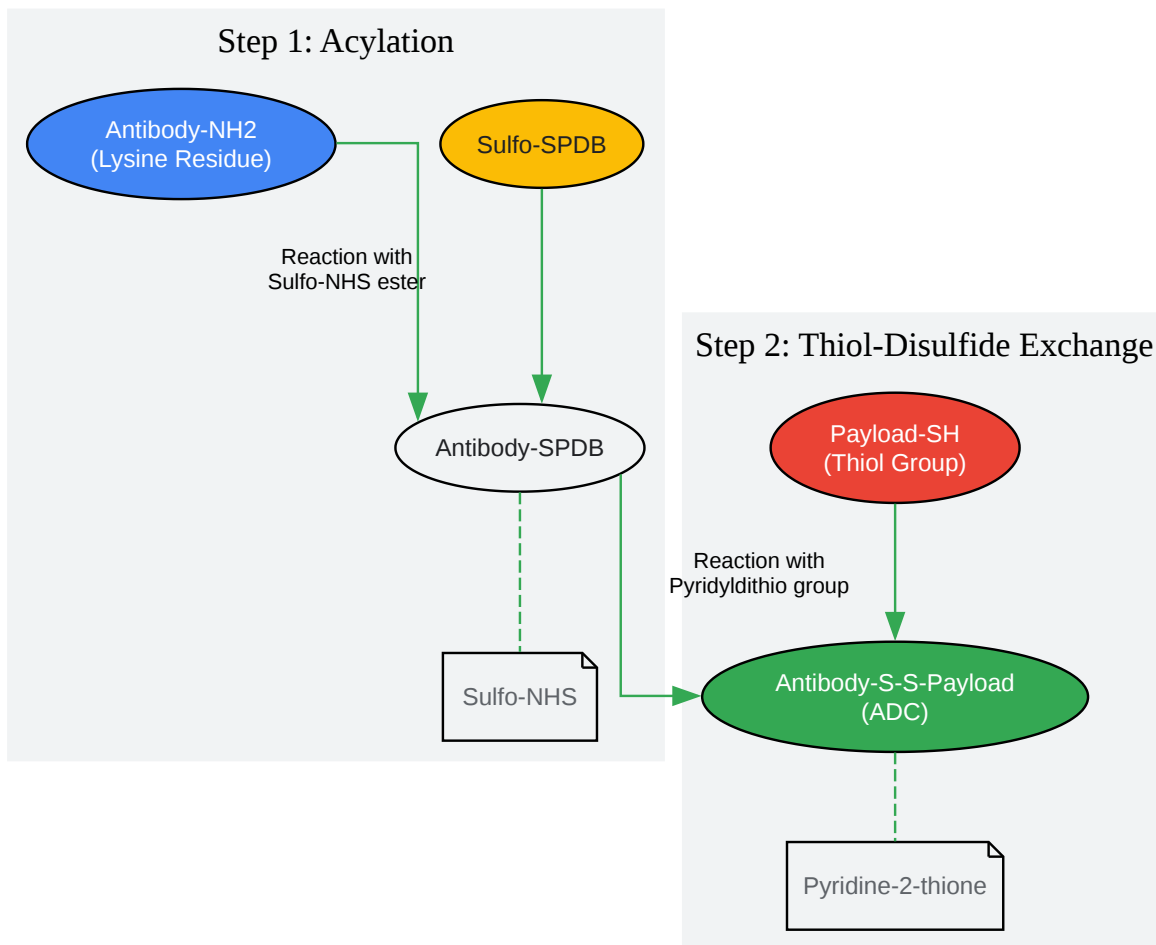 Step 1: Acylation
Antibody-NH2
(Lysine Residue)
Sulfo-SPDB
Reaction with
Sulfo-NHS ester
Antibody-SPDB
Sulfo-NHS
Step 2: Thiol-Disulfide Exchange
Payload-SH
(Thiol Group)
Reaction with
Pyridyldithio group
Antibody-S-S-Payload
(ADC)
Pyridine-2-thione